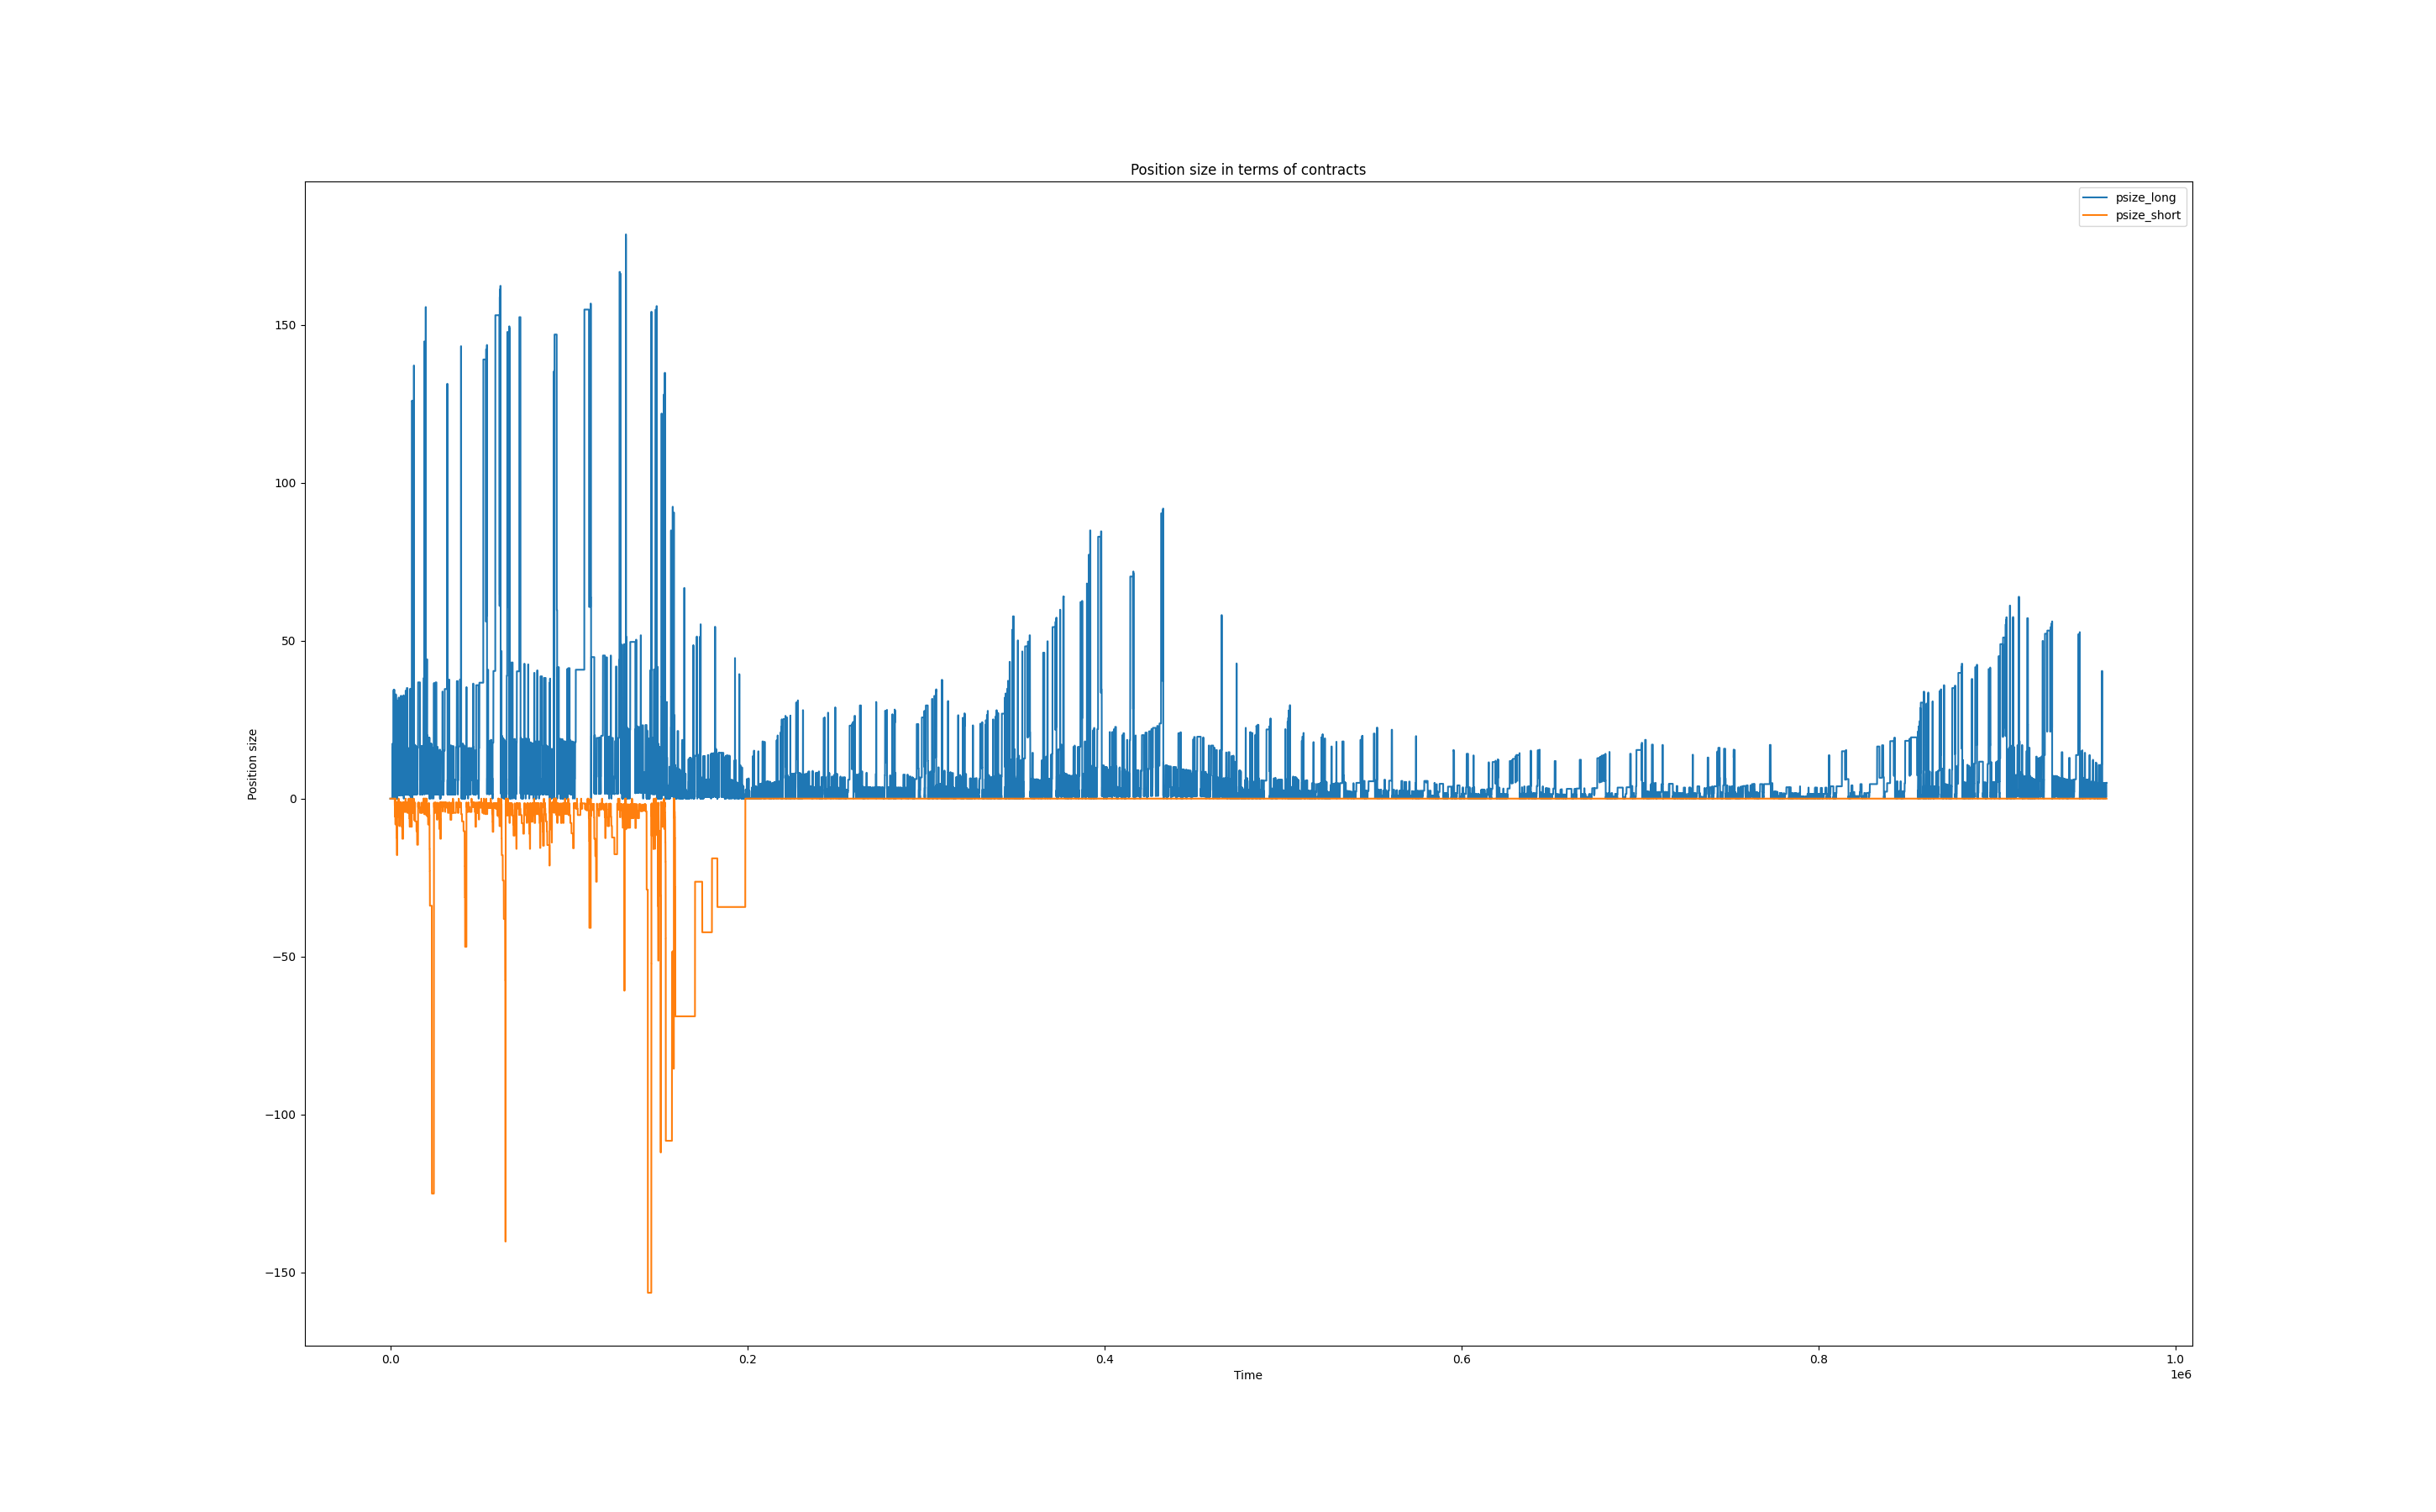 Position size in terms of contracts
psize_long
psize_short
Position size
150
100
50
0
−50
−100
−150
0.0
0.2
0.4
0.6
0.8
1.0
1e6
Time